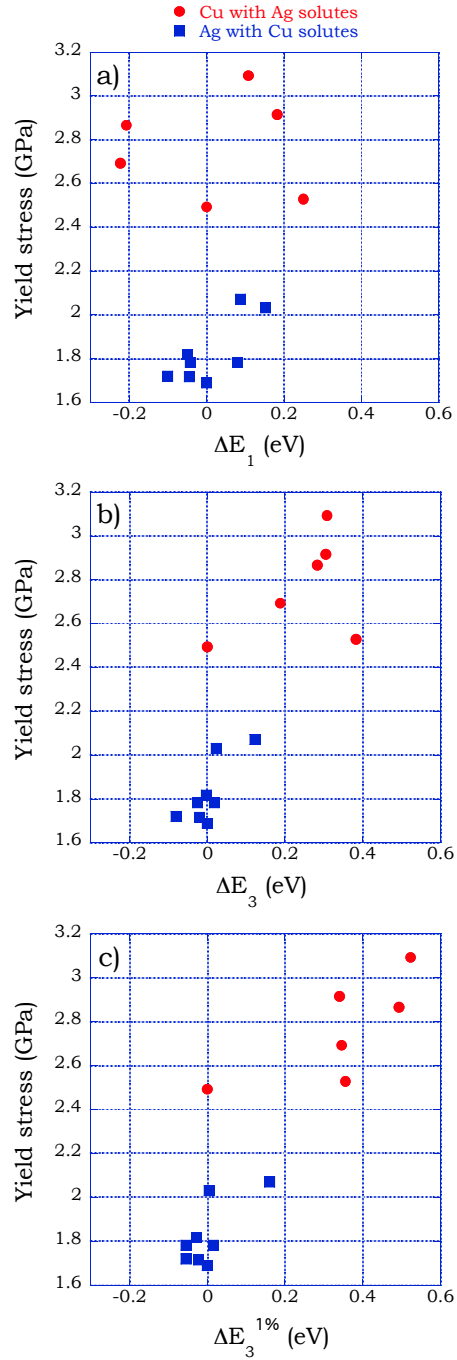 Cu with Ag solutes
Ag with Cu solutes
a)
3.2
3
2.8
2.6
2.4
2.2
2
1.8
1.6
Yield stress (GPa)
-0.2 0 0.2 0.4 0.6
ΔE₁ (eV)
b)
3.2
3
2.8
2.6
2.4
2.2
2
1.8
1.6
Yield stress (GPa)
-0.2 0 0.2 0.4 0.6
ΔE₃ (eV)
c)
3.2
3
2.8
2.6
2.4
2.2
2
1.8
1.6
Yield stress (GPa)
-0.2 0 0.2 0.4 0.6
ΔE₃¹% (eV)